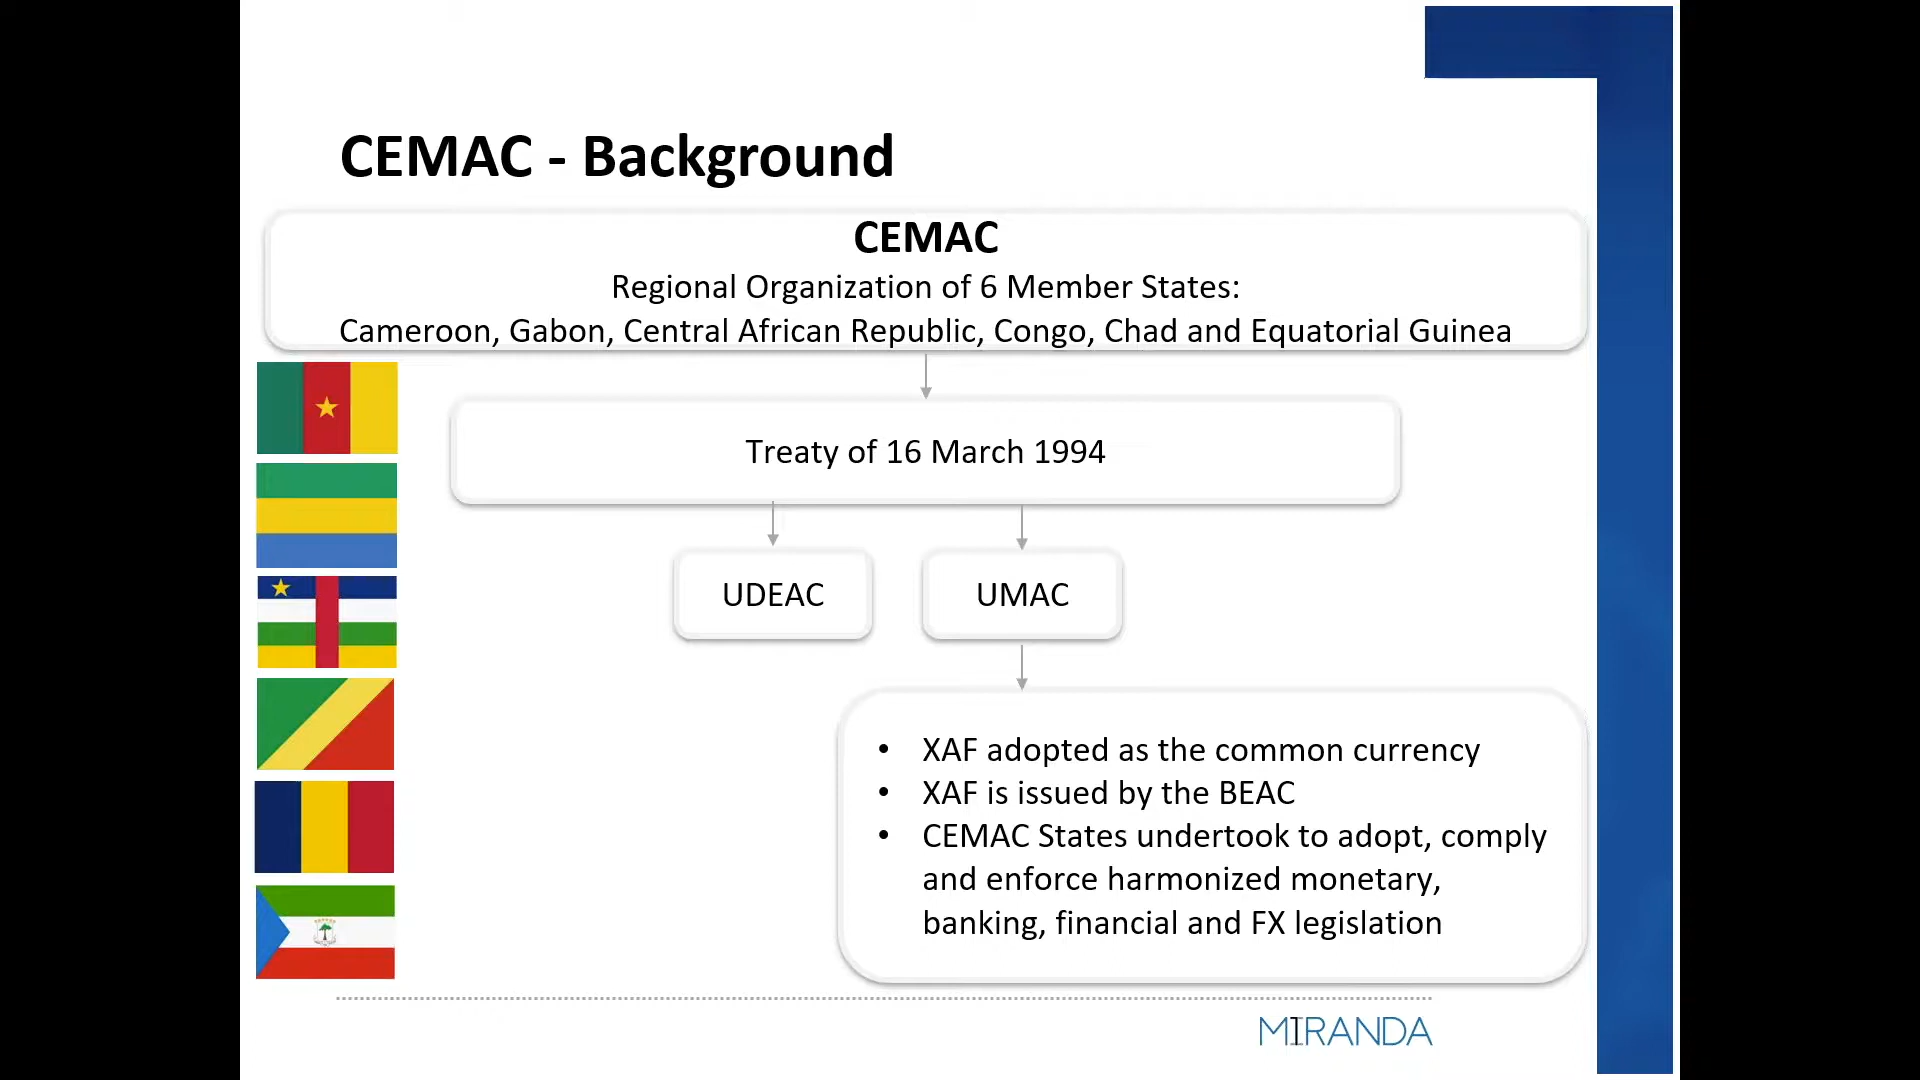 CEMAC - Background
CEMAC
Regional Organization of 6 Member States:
Cameroon, Gabon, Central African Republic, Congo, Chad and Equatorial Guinea
Treaty of 16 March 1994
UDEAC
UMAC
• XAF adopted as the common currency
• XAF is issued by the BEAC
• CEMAC States undertook to adopt, comply
and enforce harmonized monetary,
banking, financial and FX legislation
MIRANDA